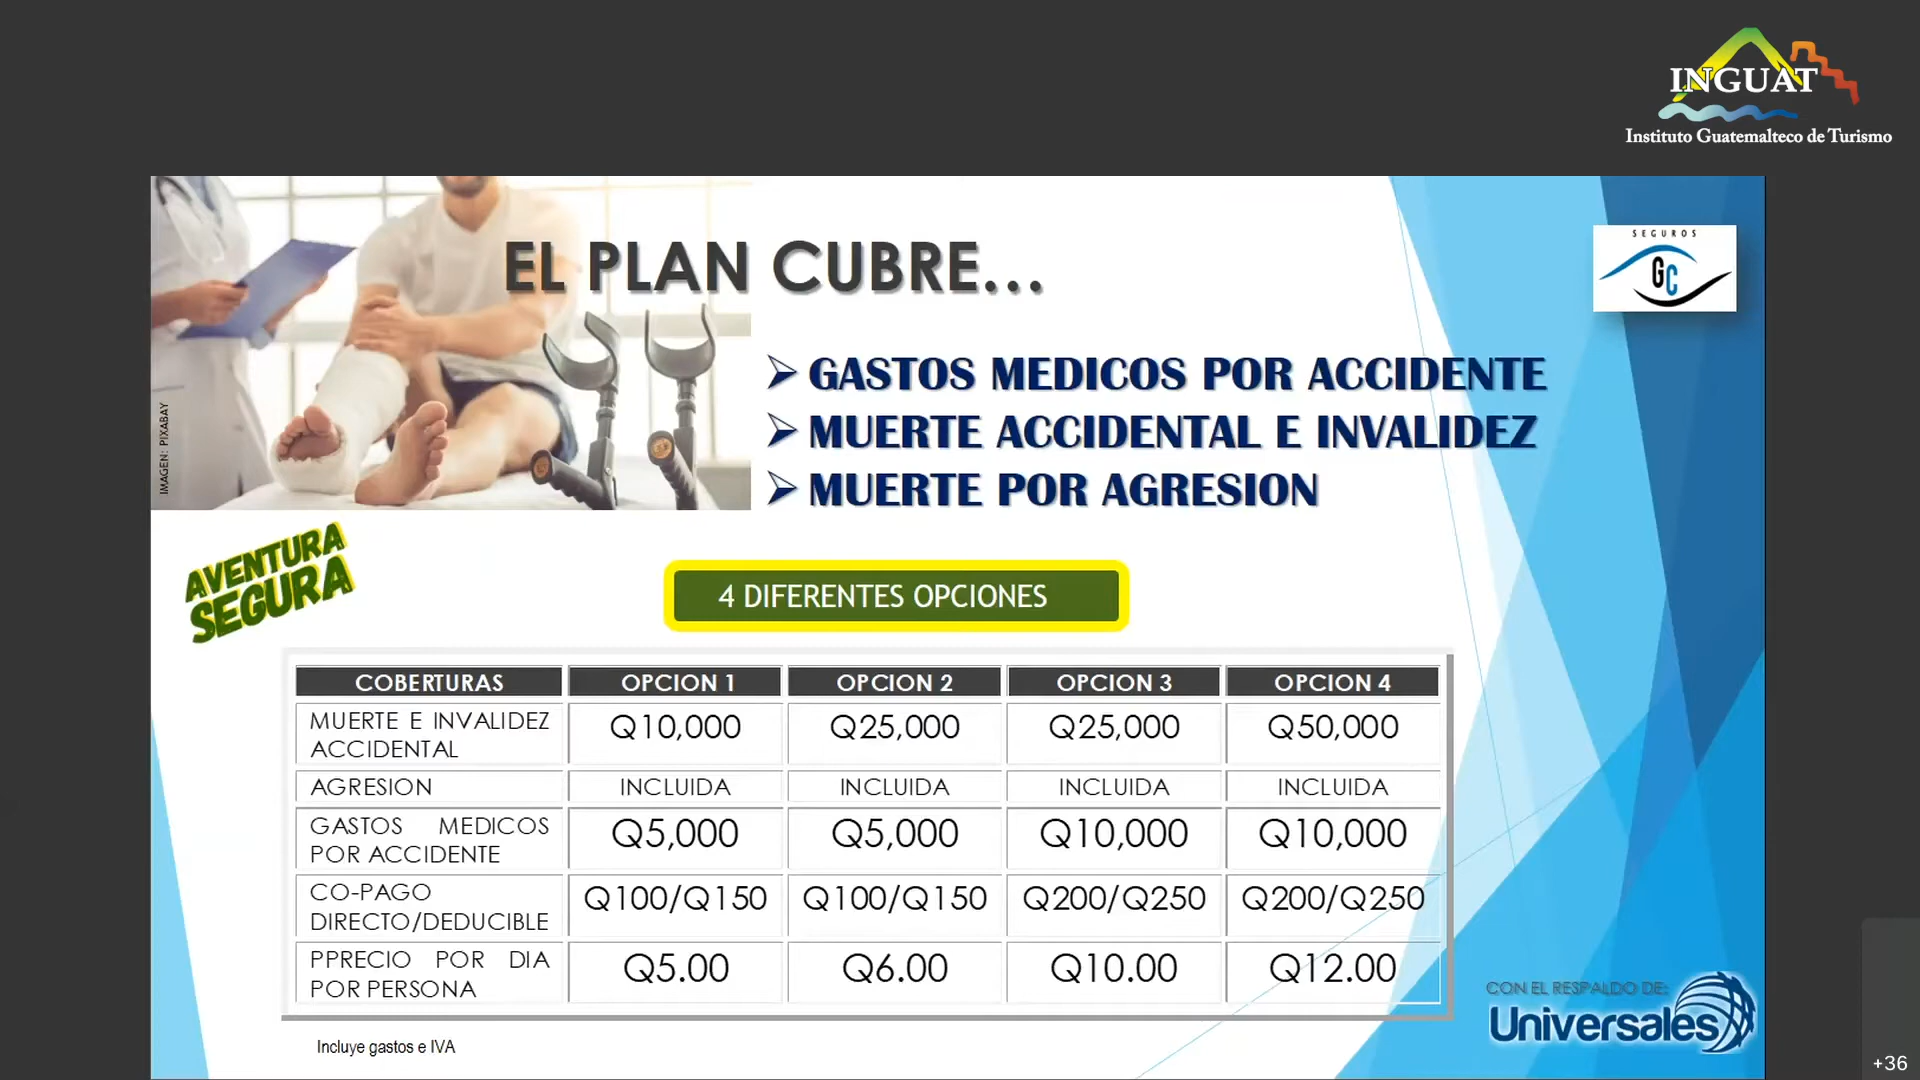 INGUAT
Instituto Guatemalteco de Turismo
EL PLAN CUBRE...
SEGUROS
GC
GASTOS MEDICOS POR ACCIDENTE
MUERTE ACCIDENTAL E INVALIDEZ
MUERTE POR AGRESION
IMAGEN: PIXABAY
AVENTURA
SEGURA
4 DIFERENTES OPCIONES
COBERTURAS OPCION 1 OPCION 2 OPCION 3 OPCION 4
MUERTE E INVALIDEZ
ACCIDENTAL Q10,000 Q25,000 Q25,000 Q50,000
AGRESION INCLUIDA INCLUIDA INCLUIDA INCLUIDA
GASTOS MEDICOS
POR ACCIDENTE Q5,000 Q5,000 Q10,000 Q10,000
CO-PAGO
DIRECTO/DEDUCIBLE Q100/Q150 Q100/Q150 Q200/Q250 Q200/Q250
PPRECIO POR DIA
POR PERSONA Q5.00 Q6.00 Q10.00 Q12.00
CON EL RESPALDO DE:
Universales
Incluye gastos e IVA
+36